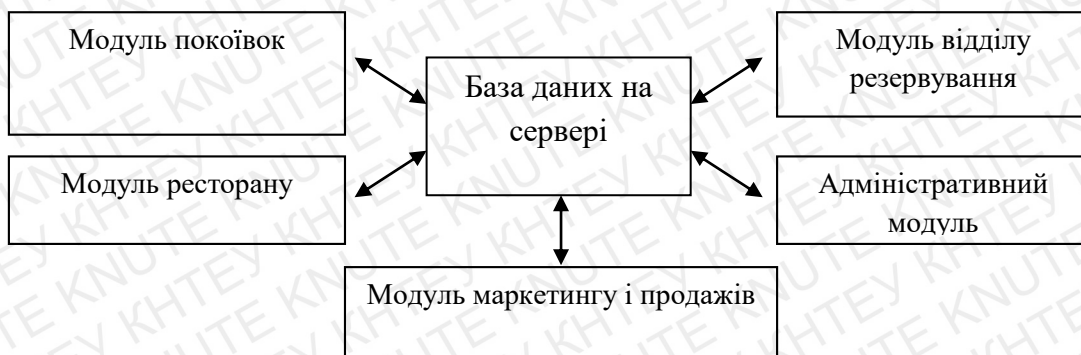 Модуль покоївок
База даних на
сервері
Модуль відділу
резервування
Модуль ресторану
Адміністративний
модуль
Модуль маркетингу і продажів